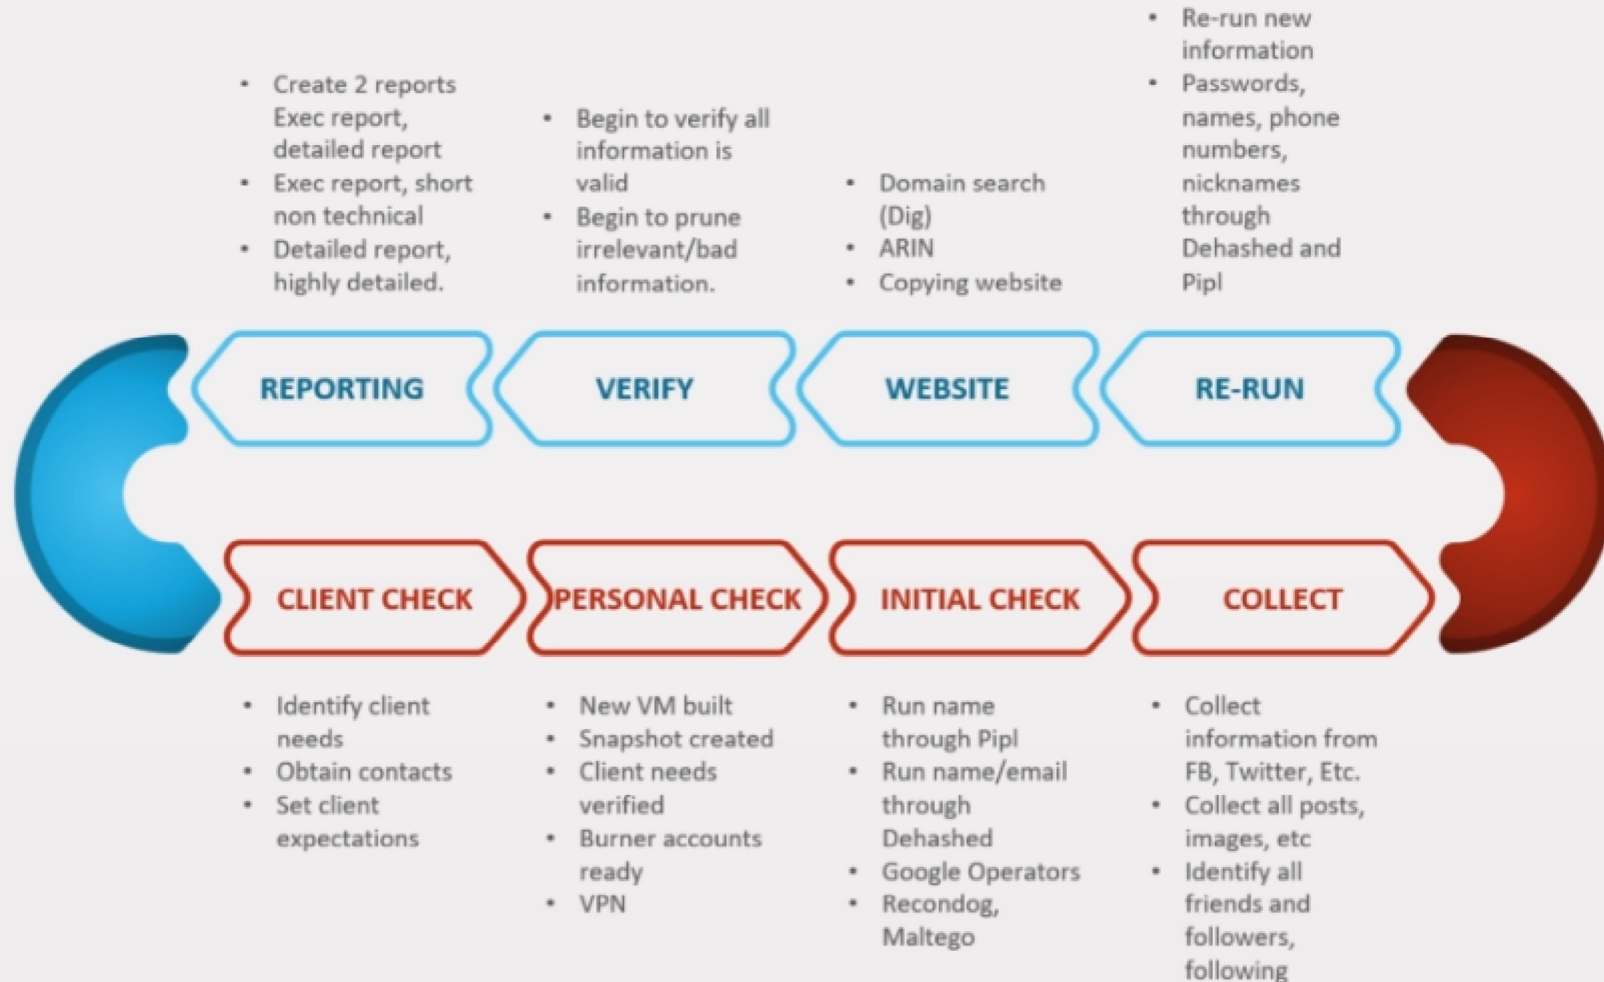 • Create 2 reports
Exec report,
detailed report
• Exec report, short
non technical
• Detailed report,
highly detailed.
• Begin to verify all
information is
valid
• Begin to prune
irrelevant/bad
information.
• Domain search
(Dig)
• ARIN
• Copying website
• Re-run new
information
• Passwords,
names, phone
numbers,
nicknames
through
Dehashed and
Pipl
REPORTING
VERIFY
WEBSITE
RE-RUN
CLIENT CHECK
PERSONAL CHECK
INITIAL CHECK
COLLECT
• Identify client
needs
• Obtain contacts
• Set client
expectations
• New VM built
• Snapshot created
• Client needs
verified
• Burner accounts
ready
• VPN
• Run name
through Pipl
• Run name/email
through
Dehashed
• Google Operators
• Recondog,
Maltego
• Collect
information from
FB, Twitter, Etc.
• Collect all posts,
images, etc
• Identify all
friends and
followers,
following